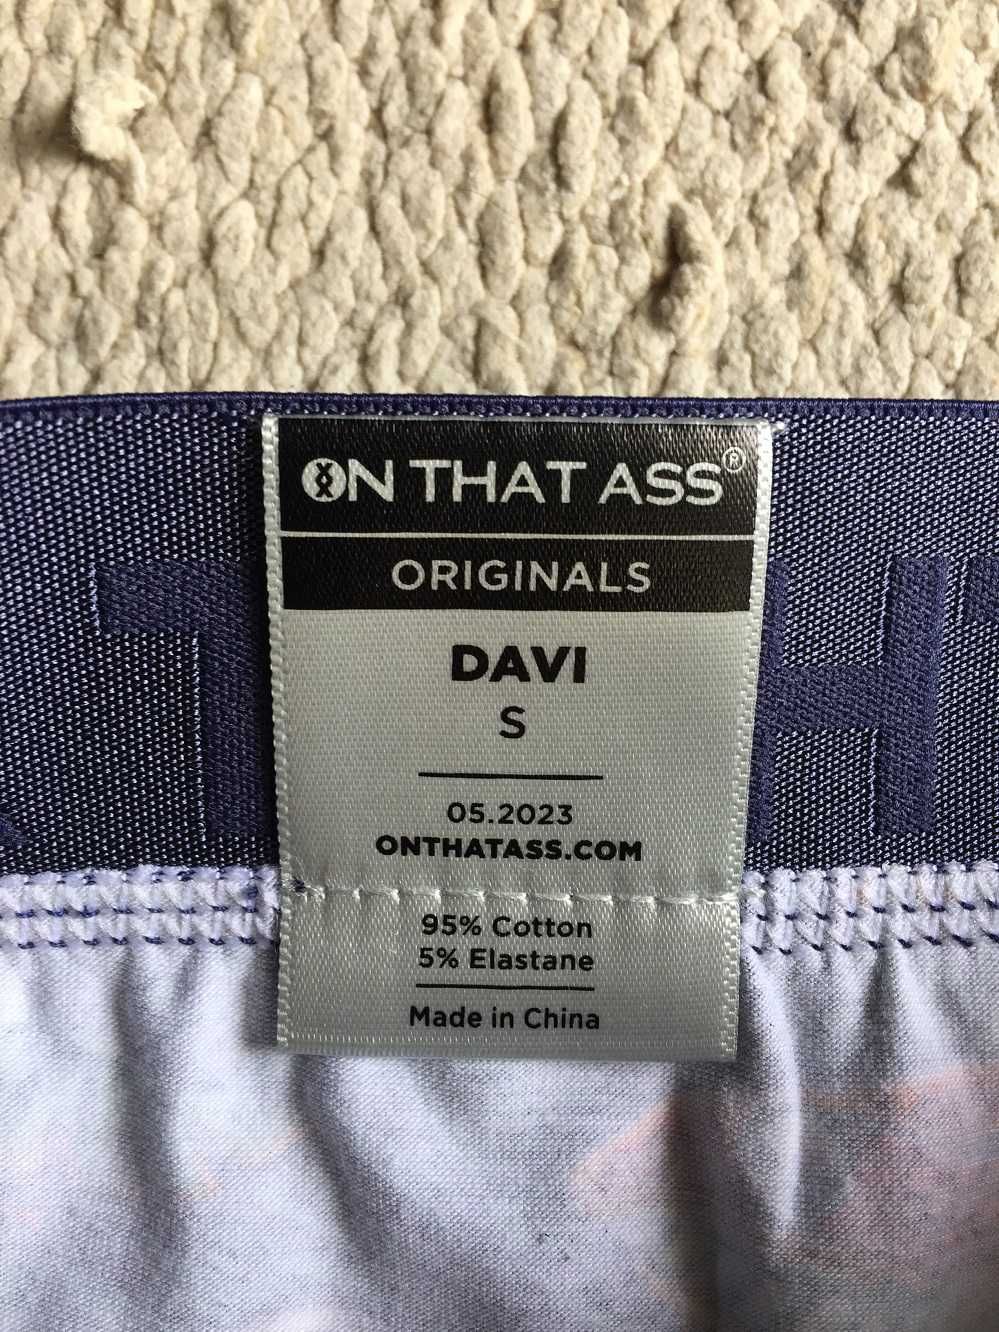 ON THAT ASS®
ORIGINALS
DAVI
S
05.2023
ONTHATASS.COM
95% Cotton
5% Elastane
Made in China